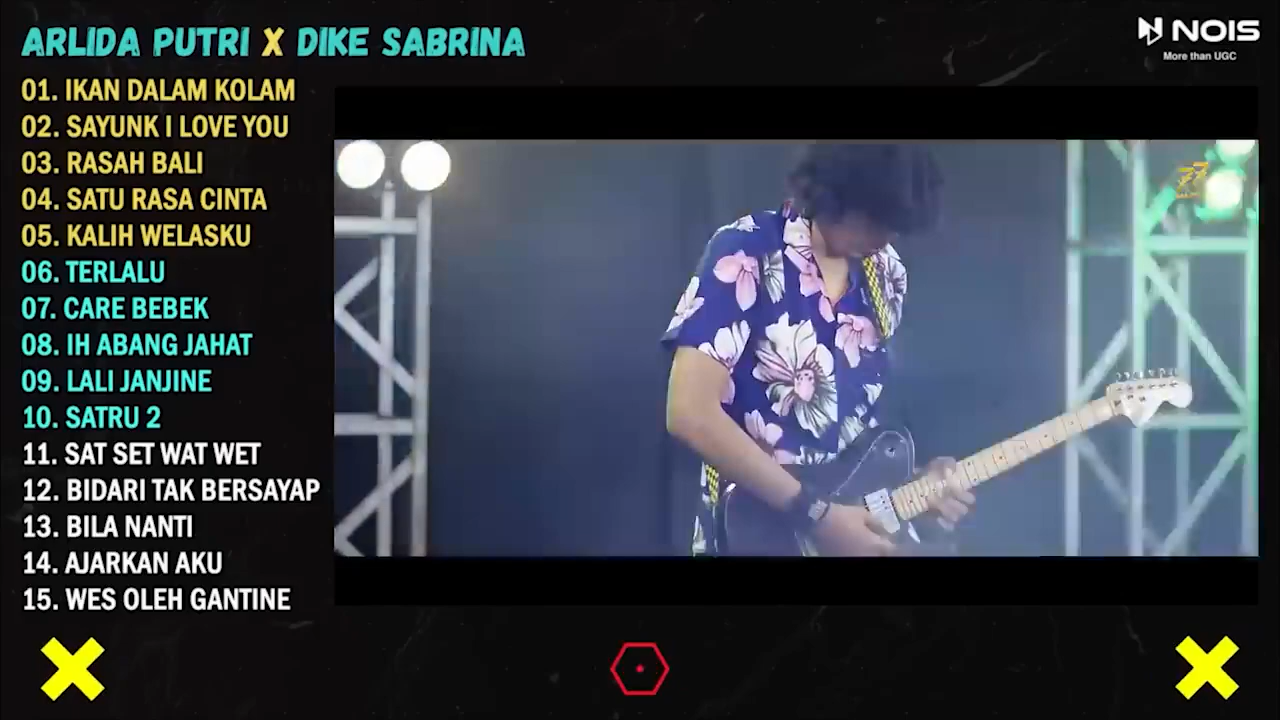 ARLIDA PUTRI X DIKE SABRINA
NOIS
More than UGC
01. IKAN DALAM KOLAM
02. SAYUNK I LOVE YOU
03. RASAH BALI
04. SATU RASA CINTA
05. KALIH WELASKU
06. TERLALU
07. CARE BEBEK
08. IH ABANG JAHAT
09. LALI JANJINE
10. SATRU 2
11. SAT SET WAT WET
12. BIDARI TAK BERSAYAP
13. BILA NANTI
14. AJARKAN AKU
15. WES OLEH GANTINE